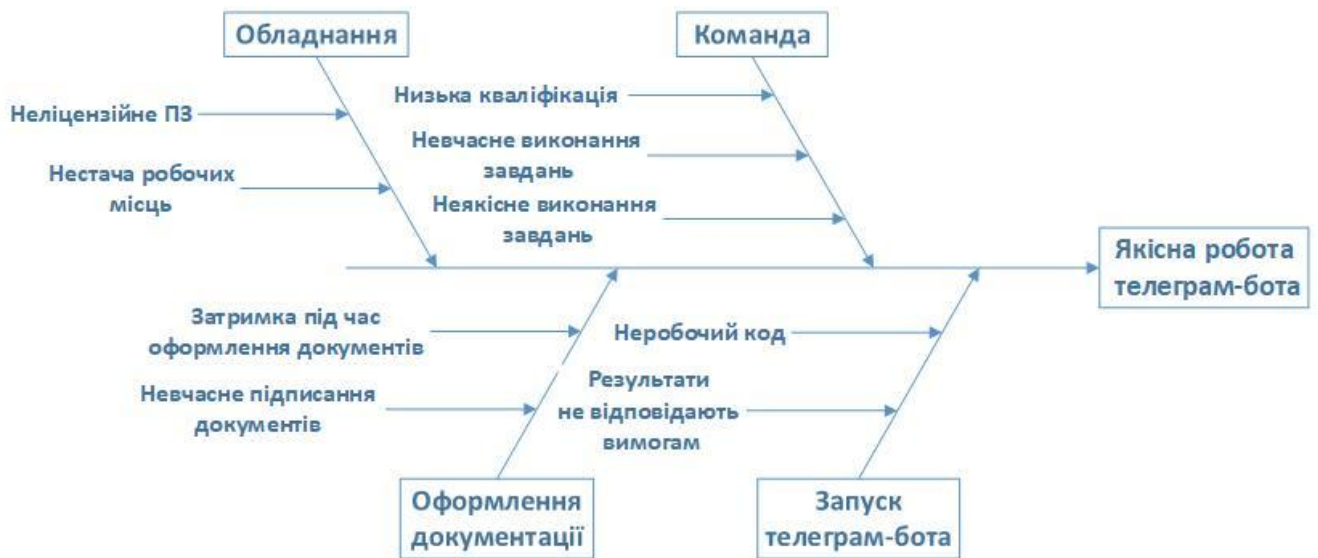 Обладнання
Команда
Неліцензійне ПЗ
Низька кваліфікація
Нестача робочих
місць
Невчасне виконання
завдань
Неякісне виконання
завдань
Якісна робота
телеграм-бота
Затримка під час
оформлення документів
Невчасне підписання
документів
Неробочий код
Результати
не відповідають
вимогам
Оформлення
документації
Запуск
телеграм-бота